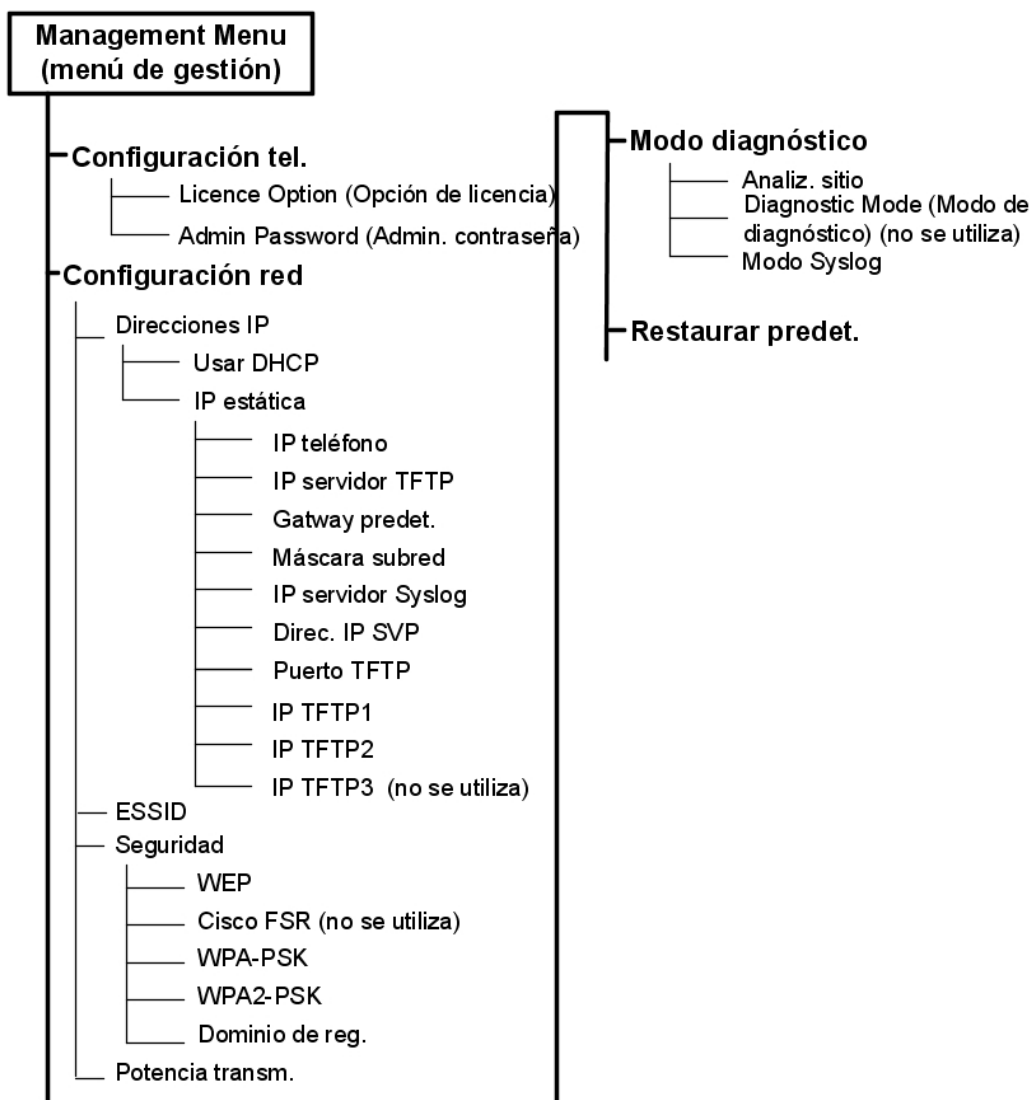 Management Menu
(menú de gestión)
Configuración tel.
Licence Option (Opción de licencia)
Admin Password (Admin. contraseña)
Configuración red
Direcciones IP
Usar DHCP
IP estática
IP teléfono
IP servidor TFTP
Gatway predet.
Máscara subred
IP servidor Syslog
Direc. IP SVP
Puerto TFTP
IP TFTP1
IP TFTP2
IP TFTP3 (no se utiliza)
ESSID
Seguridad
WEP
Cisco FSR (no se utiliza)
WPA-PSK
WPA2-PSK
Dominio de reg.
Potencia transm.
Modo diagnóstico
Analiz. sitio
Diagnostic Mode (Modo de
diagnóstico) (no se utiliza)
Modo Syslog
Restaurar predet.